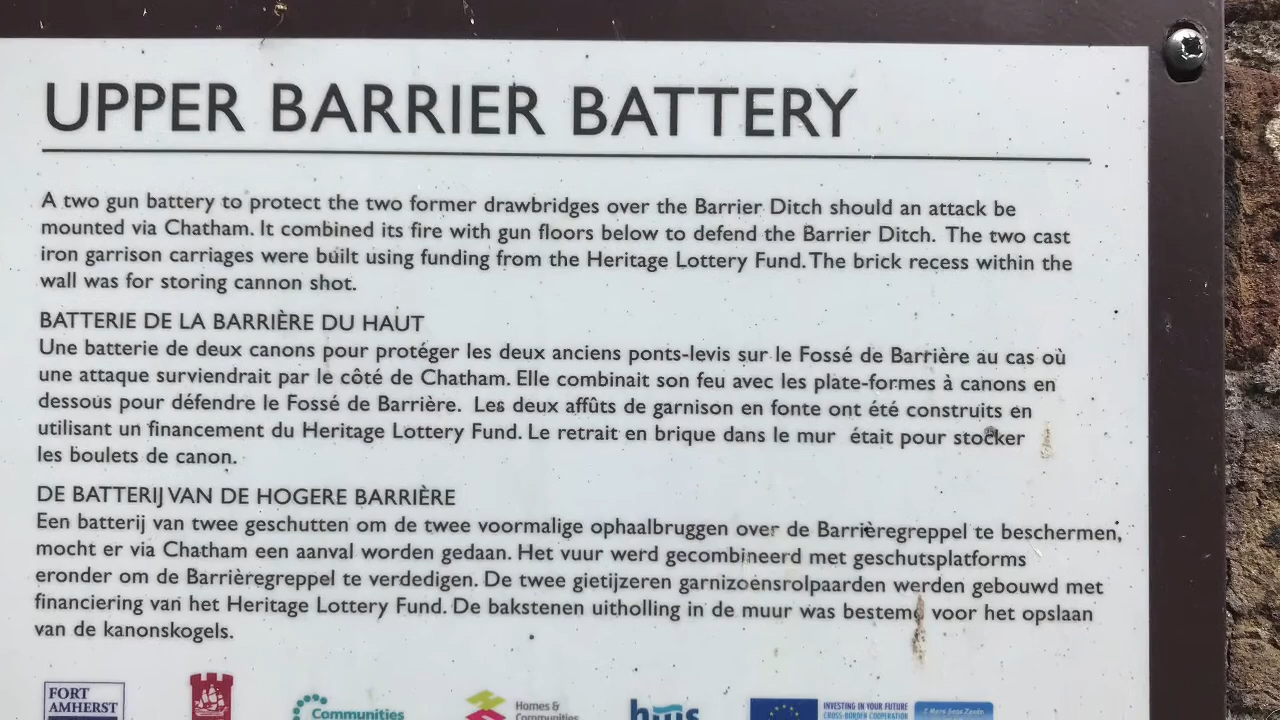 UPPER BARRIER BATTERY
A two gun battery to protect the two former drawbridges over the Barrier Ditch should an attack be
mounted via Chatham. It combined its fire with gun floors below to defend the Barrier Ditch. The two cast
iron garrison carriages were built using funding from the Heritage Lottery Fund. The brick recess within the
wall was for storing cannon shot.
BATTERIE DE LA BARRIÈRE DU HAUT
Une batterie de deux canons pour protéger les deux anciens ponts-levis sur le Fossé de Barrière au cas où
une attaque surviendrait par le côté de Chatham. Elle combinait son feu avec les plate-formes à canons en
dessous pour défendre le Fossé de Barrière. Les deux affûts de garnison en fonte ont été construits en
utilisant un financement du Heritage Lottery Fund. Le retrait en brique dans le mur était pour stocker
les boulets de canon.
DE BATTERIJ VAN DE HOGERE BARRIÈRE
Een batterij van twee geschutten om de twee voormalige ophaalbruggen over de Barrièregreppel te beschermen,
mocht er via Chatham een aanval worden gedaan. Het vuur werd gecombineerd met geschutsplatforms
eronder om de Barrièregreppel te verdedigen. De twee gietijzeren garnizoensrolpaarden werden gebouwd met
financiering van het Heritage Lottery Fund. De bakstenen uitholling in de muur was bestemd voor het opslaan
van de kanonskogels.
FORT
AMHERST
Communities
Homes &
Communities
INVESTING IN YOUR FUTURE
CROSS-BORDER COOPERATION
2 Mers Seas Zeeën